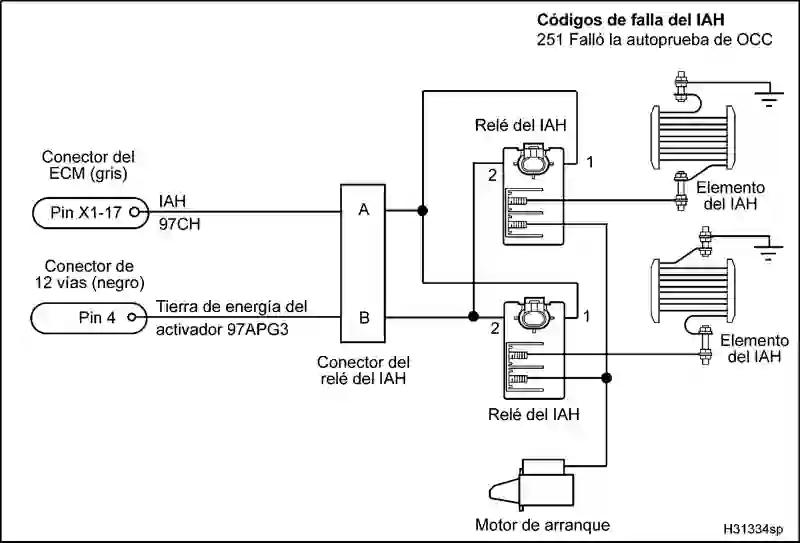 Códigos de falla del IAH
251 Falló la autoprueba de OCC
Relé del IAH
2
1
Elemento
del IAH
Conector del
ECM (gris)
Pin X1-17
IAH
97CH
A
Conector de
12 vías (negro)
Pin 4
Tierra de energía del
activador 97APG3
B
Conector del
relé del IAH
2
1
Relé del IAH
Elemento
del IAH
Motor de arranque
H31334sp